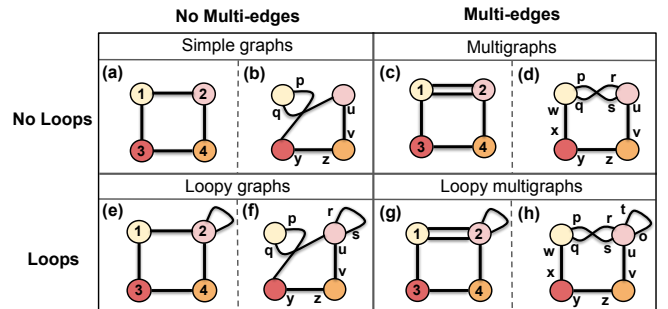 No Multi-edges Multi-edges
Simple graphs Multigraphs
No Loops
(a) 1 2 3 4
(b) p q u v y z
(c) 1 2 3 4
(d) p r w q s u x v y z
Loopy graphs Loopy multigraphs
Loops
(e) 1 2 3 4
(f) p r q s u v y z
(g) 1 2 3 4
(h) p r t w q s o u x v y z